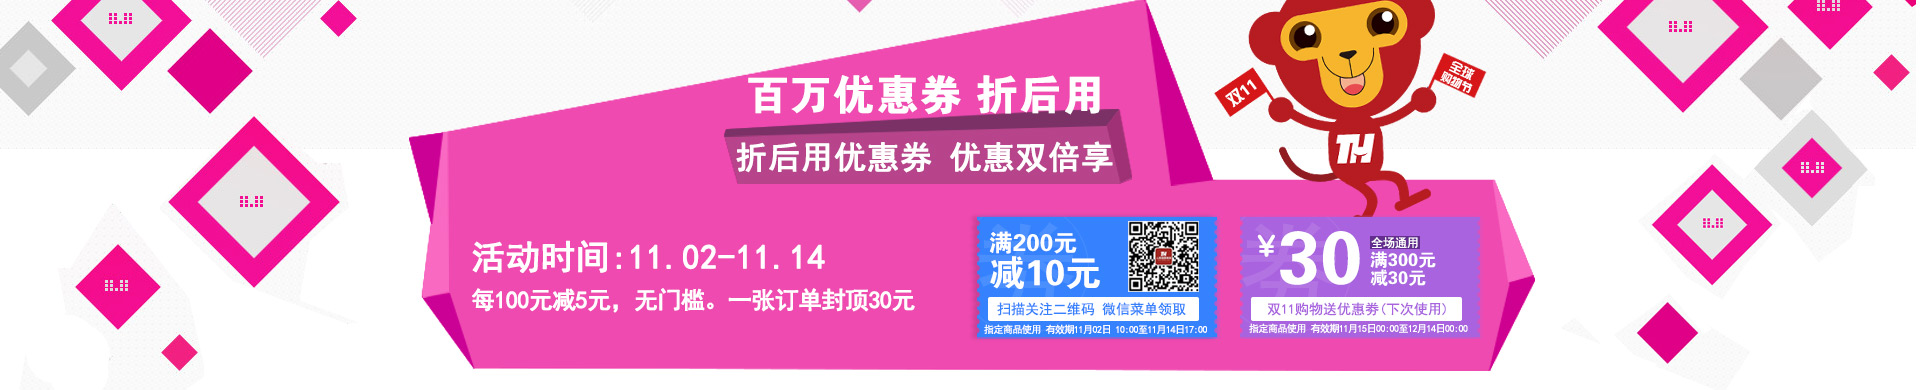 百万优惠券 折后用
折后用优惠券 优惠双倍享
双11
全球
购物节
TH
活动时间:11.02-11.14
每100元减5元，无门槛。一张订单封顶30元
满200元
减10元
扫描关注二维码 微信菜单领取
指定商品使用 有效期11月02日 10:00至11月14日17:00
¥30
全场通用
满300元
减30元
双11购物送优惠劵(下次使用)
指定商品使用 有效期11月15日00:00至12月14日00:00